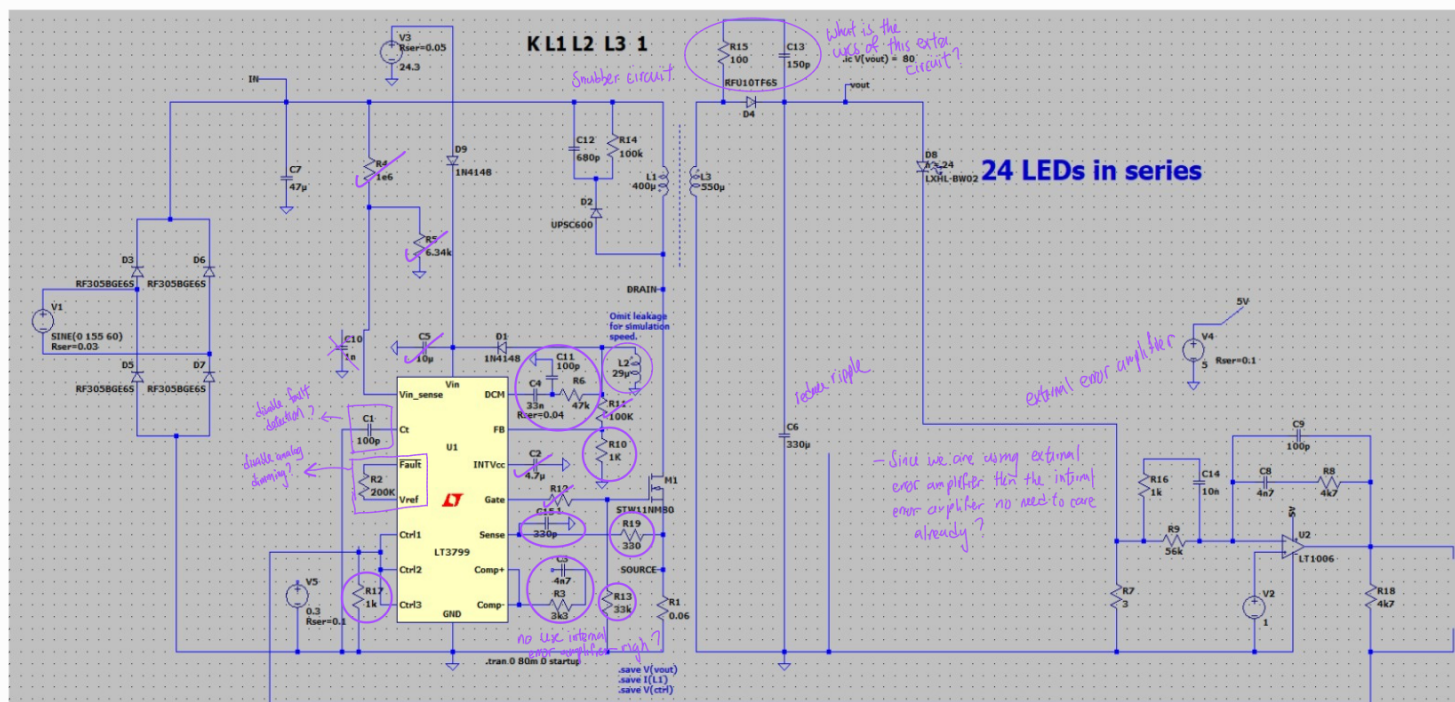 V3
Rser=0.05
24.3
K L1 L2 L3 1
R15
100
C13
150p
What is the
uses of this extra
circuit?
.ic V(vout) = 80
Snubber circuit
IN
RFU10TF6S
D4
vout
C7
47µ
R4
1e6
D9
1N4148
C12
680p
R14
100k
L1
400µ
L3
550µ
D8
n=24
LXHL-BW02
24 LEDs in series
D2
UPSC600
R5
6.34k
D3
RF305BGE6S
D6
RF305BGE6S
DRAIN
V1
SINE(0 155 60)
Rser=0.03
Omit leakage
for simulation
speed.
5V
V4
5
Rser=0.1
external error amplifier
C10
1n
C5
10µ
D1
1N4148
L2
29µ
D5
RF305BGE6S
D7
RF305BGE6S
C11
100p
C4
33n
Rser=0.04
R6
47k
R11
100K
Vin
Vin_sense
DCM
reduce ripple
disable fault
detection?
C1
100p
Ct
FB
R10
1K
C6
330µ
C9
100p
U1
disable analog
dimming?
Fault
R2
200K
Vref
INTVcc
C2
4.7µ
Gate
R12
M1
STW11NM80
- Since we are using external
error amplifier then the internal
error amplifier no need to care
already?
R16
1k
C14
10n
C8
4n7
R8
4k7
C15
330p
R19
330
Sense
LT3799
Ctrl1
Ctrl2
Ctrl3
SOURCE
R9
56k
5V
U2
LT1006
V5
0.3
Rser=0.1
R17
1k
Comp+
Comp-
GND
C3
4n7
R3
3k3
R13
33k
R1
0.06
R7
3
V2
1
R18
4k7
no use internal
error amplifier right?
.tran 0 80m 0 startup
.save V(vout)
.save I(L1)
.save V(ctrl)